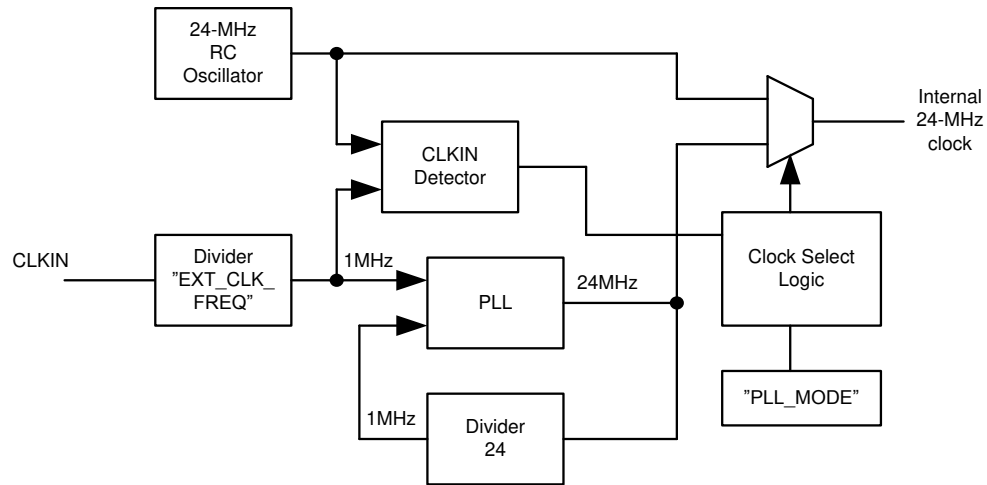 24-MHz
RC
Oscillator
Internal
24-MHz
clock
CLKIN
Detector
CLKIN
Divider
”EXT_CLK_
FREQ”
1MHz
PLL
24MHz
Clock Select
Logic
1MHz
Divider
24
”PLL_MODE”